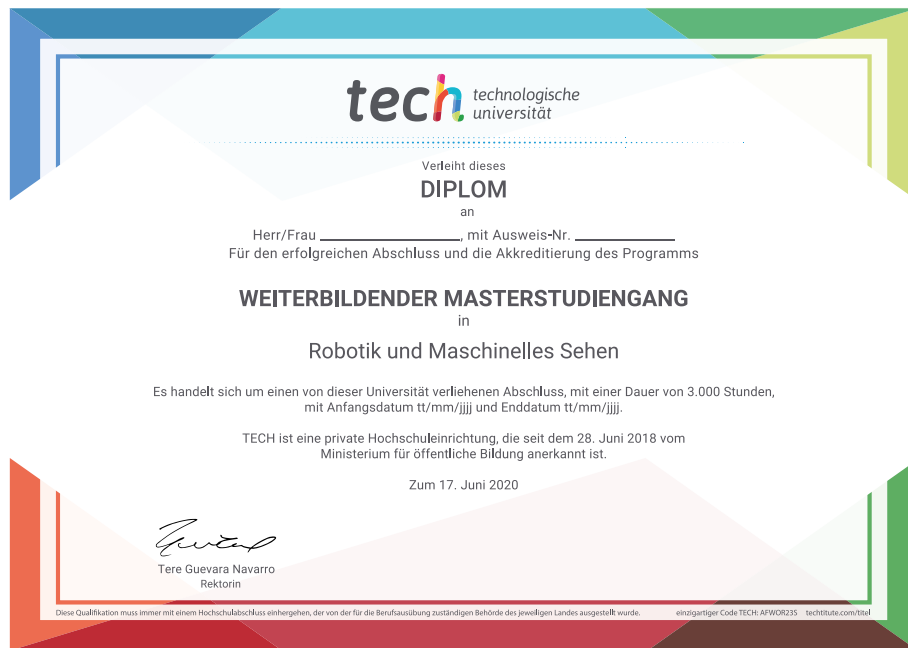 tech technologische
universität
Verleiht dieses
DIPLOM
an
Herr/Frau ____________________, mit Ausweis-Nr. ______________
Für den erfolgreichen Abschluss und die Akkreditierung des Programms
WEITERBILDENDER MASTERSTUDIENGANG
in
Robotik und Maschinelles Sehen
Es handelt sich um einen von dieser Universität verliehenen Abschluss, mit einer Dauer von 3.000 Stunden,
mit Anfangsdatum tt/mm/jjjj und Enddatum tt/mm/jjjj.
TECH ist eine private Hochschuleinrichtung, die seit dem 28. Juni 2018 vom
Ministerium für öffentliche Bildung anerkannt ist.
Zum 17. Juni 2020
Tere Guevara Navarro
Rektorin
Diese Qualifikation muss immer mit einem Hochschulabschluss einhergehen, der von der für die Berufsausübung zuständigen Behörde des jeweiligen Landes ausgestellt wurde. einzigartiger Code TECH: AFWOR23S techtitute.com/titel